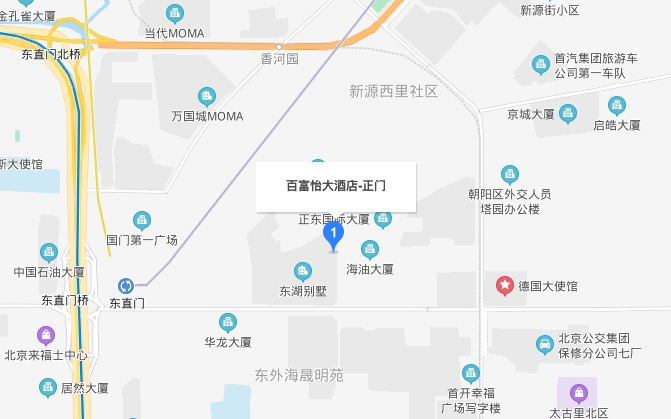 金孔雀大厦
新源街小区
当代MOMA
东直门北桥
香河园
首汽集团旅游车
公司第一车队
新源西里社区
万国城MOMA
京城大厦
启皓大厦
斯大使馆
百富怡大酒店-正门
朝阳区外交人员
塔园办公楼
正东国际大厦
1
国门第一广场
海油大厦
中国石油大厦
东湖别墅
德国大使馆
东直门桥
东直门
华龙大厦
北京公交集团
保修分公司七厂
北京来福士中心
东外海晟明苑
居然大厦
首开幸福
广场写字楼
太古里北区